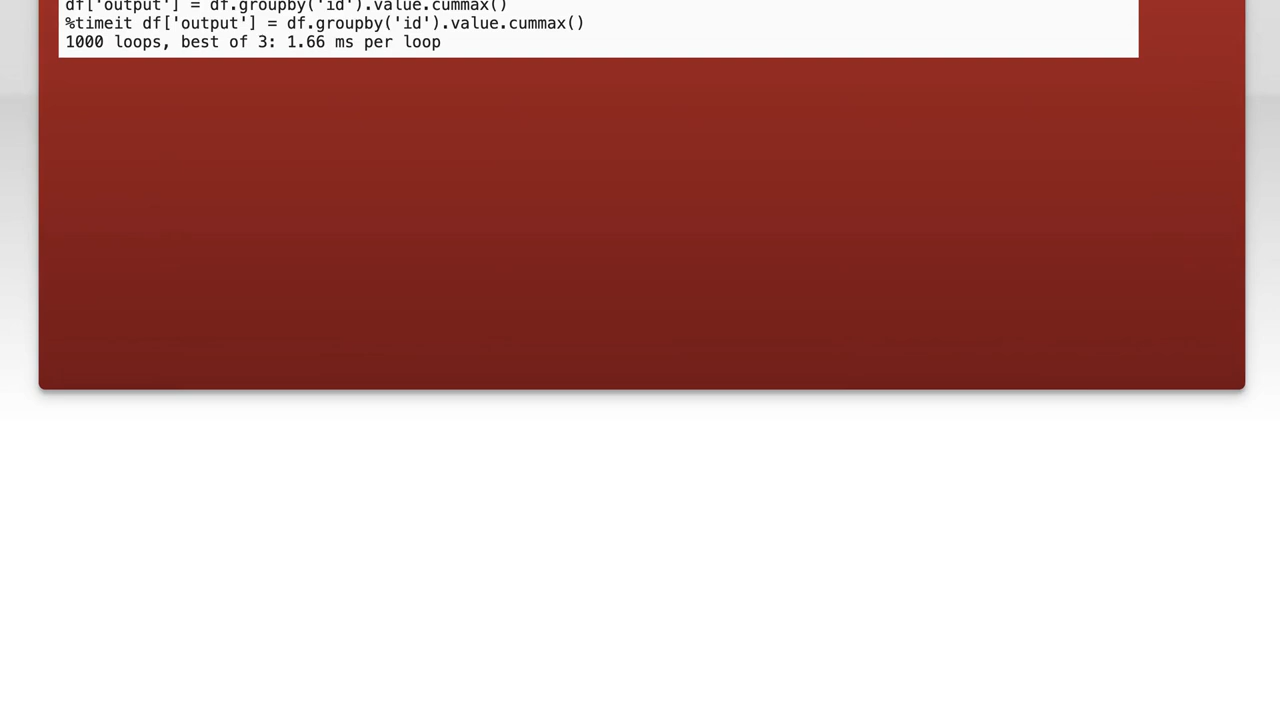 df['output'] = df.groupby('id').value.cummax()
%timeit df['output'] = df.groupby('id').value.cummax()
1000 loops, best of 3: 1.66 ms per loop